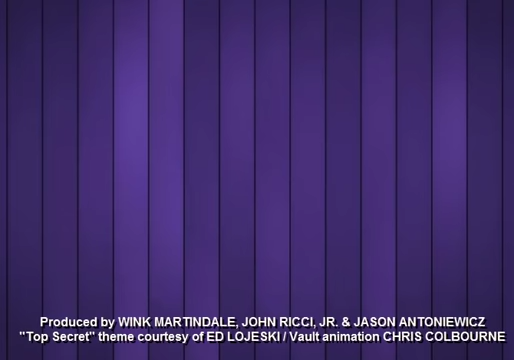 Produced by WINK MARTINDALE, JOHN RICCI, JR. & JASON ANTONIEWICZ
"Top Secret" theme courtesy of ED LOJESKI / Vault animation CHRIS COLBOURNE